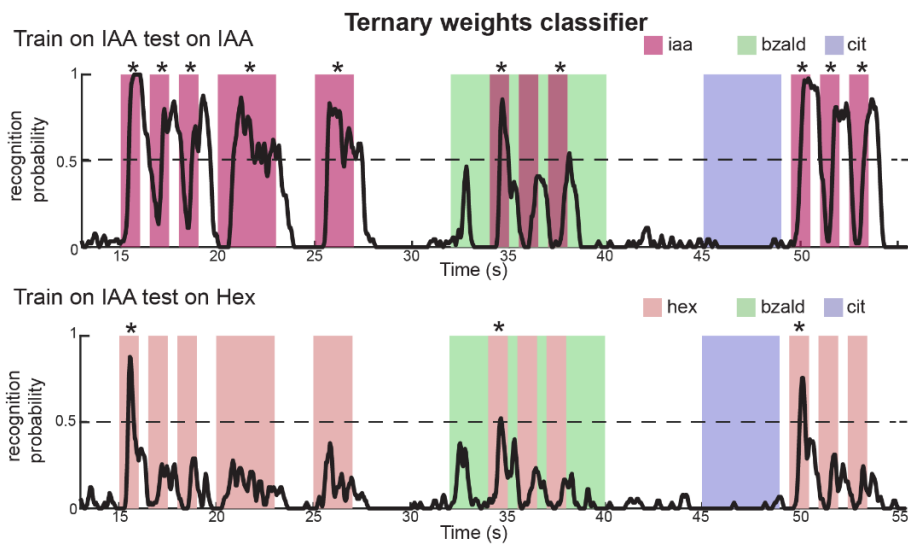 Ternary weights classifier
Train on IAA test on IAA
iaa bzald cit
* * * * * * * * * *
1
0.5
0
recognition
probability
15 20 25 30 35 40 45 50
Time (s)
Train on IAA test on Hex
hex bzald cit
* * *
1
0.5
0
recognition
probability
15 20 25 30 35 40 45 50 55
Time (s)